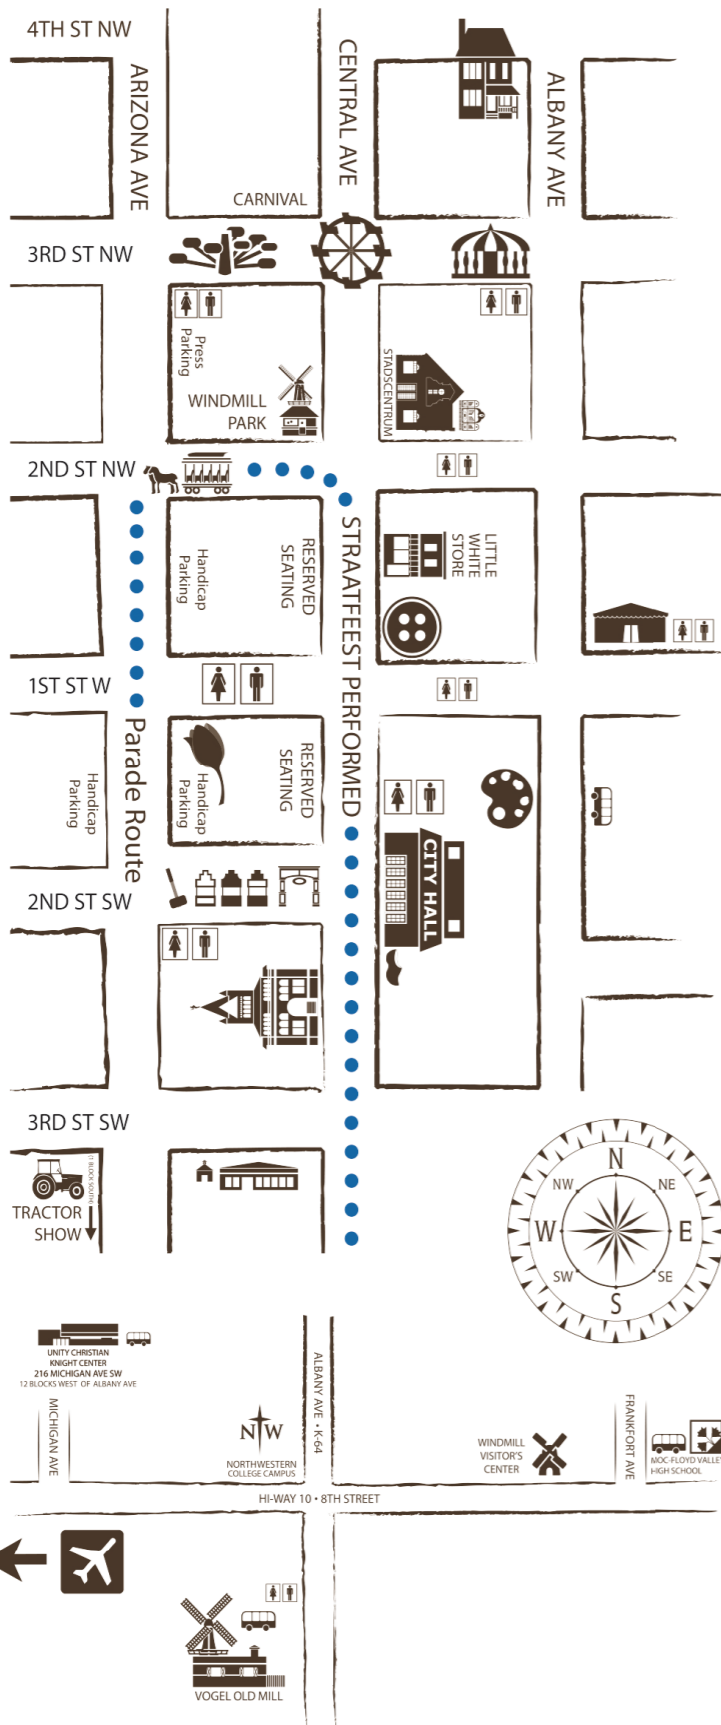 4TH ST NW
ARIZONA AVE
CENTRAL AVE
ALBANY AVE
CARNIVAL
3RD ST NW
Press
Parking
WINDMILL
PARK
STADSCENTRUM
2ND ST NW
Handicap
Parking
RESERVED
SEATING
STRAATFEEST PERFORMED
LITTLE
WHITE
STORE
1ST ST W
Parade Route
Handicap
Parking
Handicap
Parking
RESERVED
SEATING
CITY HALL
2ND ST SW
3RD ST SW
(1 BLOCK SOUTH)
TRACTOR
SHOW
N
NW
NE
W
E
SW
SE
S
UNITY CHRISTIAN
KNIGHT CENTER
216 MICHIGAN AVE SW
12 BLOCKS WEST OF ALBANY AVE
MICHIGAN AVE
NW
NORTHWESTERN
COLLEGE CAMPUS
ALBANY AVE • K-64
WINDMILL
VISITOR'S
CENTER
FRANKFORT AVE
MOC-FLOYD VALLEY
HIGH SCHOOL
HI-WAY 10 • 8TH STREET
VOGEL OLD MILL